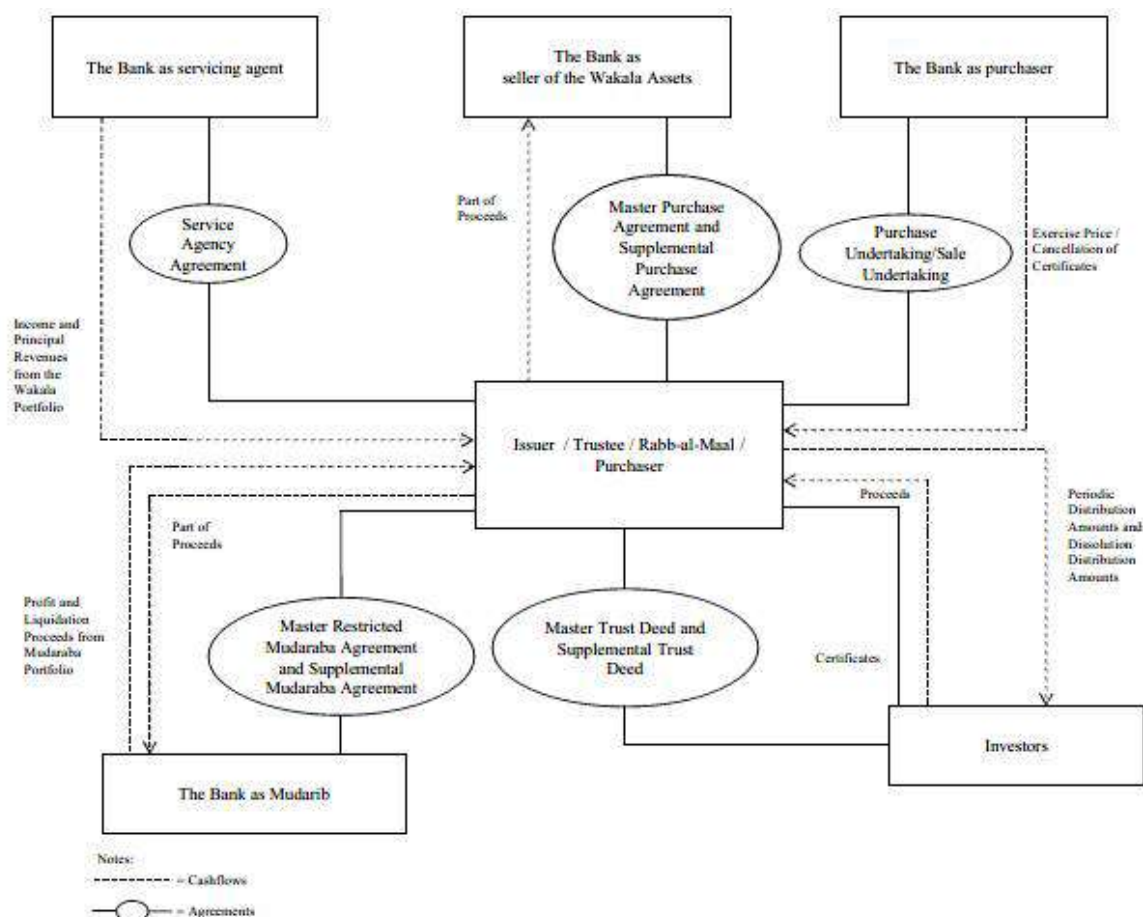 The Bank as servicing agent
The Bank as
seller of the Wakala Assets
The Bank as purchaser
Part of
Proceeds
Service
Agency
Agreement
Master Purchase
Agreement and
Supplemental
Purchase
Agreement
Purchase
Undertaking/Sale
Undertaking
Exercise Price /
Cancellation of
Certificates
Income and
Principal
Revenues
from the
Wakala
Portfolio
Issuer / Trustee / Rabb-al-Maal /
Purchaser
Proceeds
Periodic
Distribution
Amounts and
Dissolution
Distribution
Amounts
Part of
Proceeds
Profit and
Liquidation
Proceeds from
Mudaraba
Portfolio
Master Restricted
Mudaraba Agreement
and Supplemental
Mudaraba Agreement
Master Trust Deed and
Supplemental Trust
Deed
Certificates
Investors
The Bank as Mudarib
Notes:
= Cashflows
= Agreements